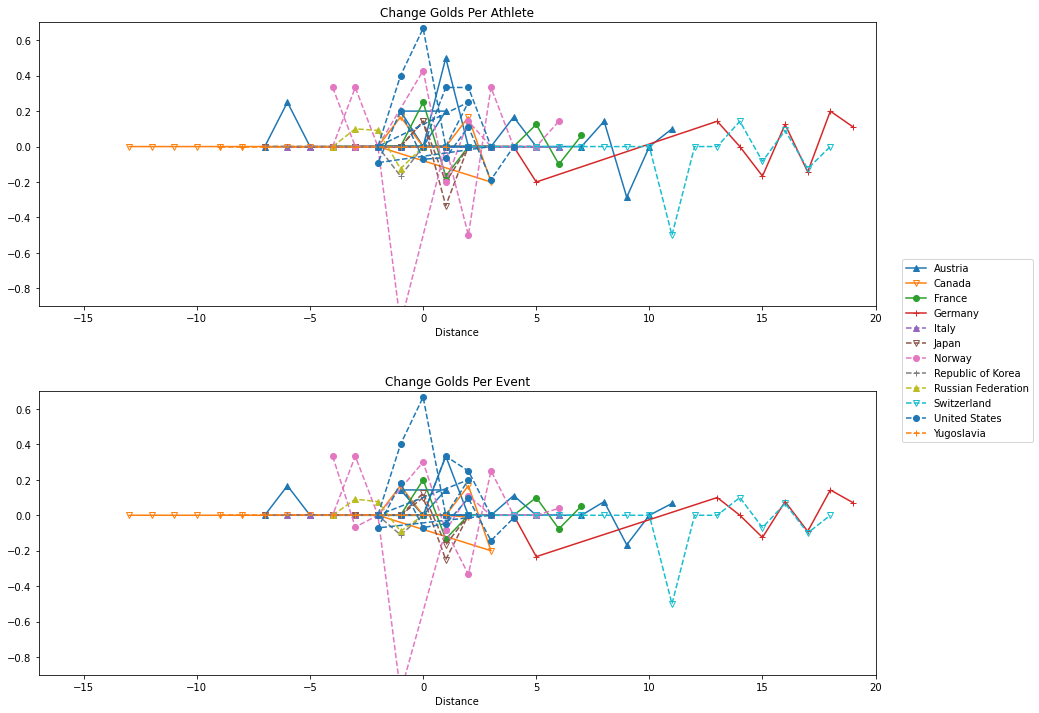 Change Golds Per Athlete
0.6
0.4
0.2
0.0
−0.2
−0.4
−0.6
−0.8
−15
−10
−5
0
5
10
15
20
Distance
Austria
Canada
France
Germany
Italy
Japan
Norway
Republic of Korea
Russian Federation
Switzerland
United States
Yugoslavia
Change Golds Per Event
0.6
0.4
0.2
0.0
−0.2
−0.4
−0.6
−0.8
−15
−10
−5
0
5
10
15
20
Distance